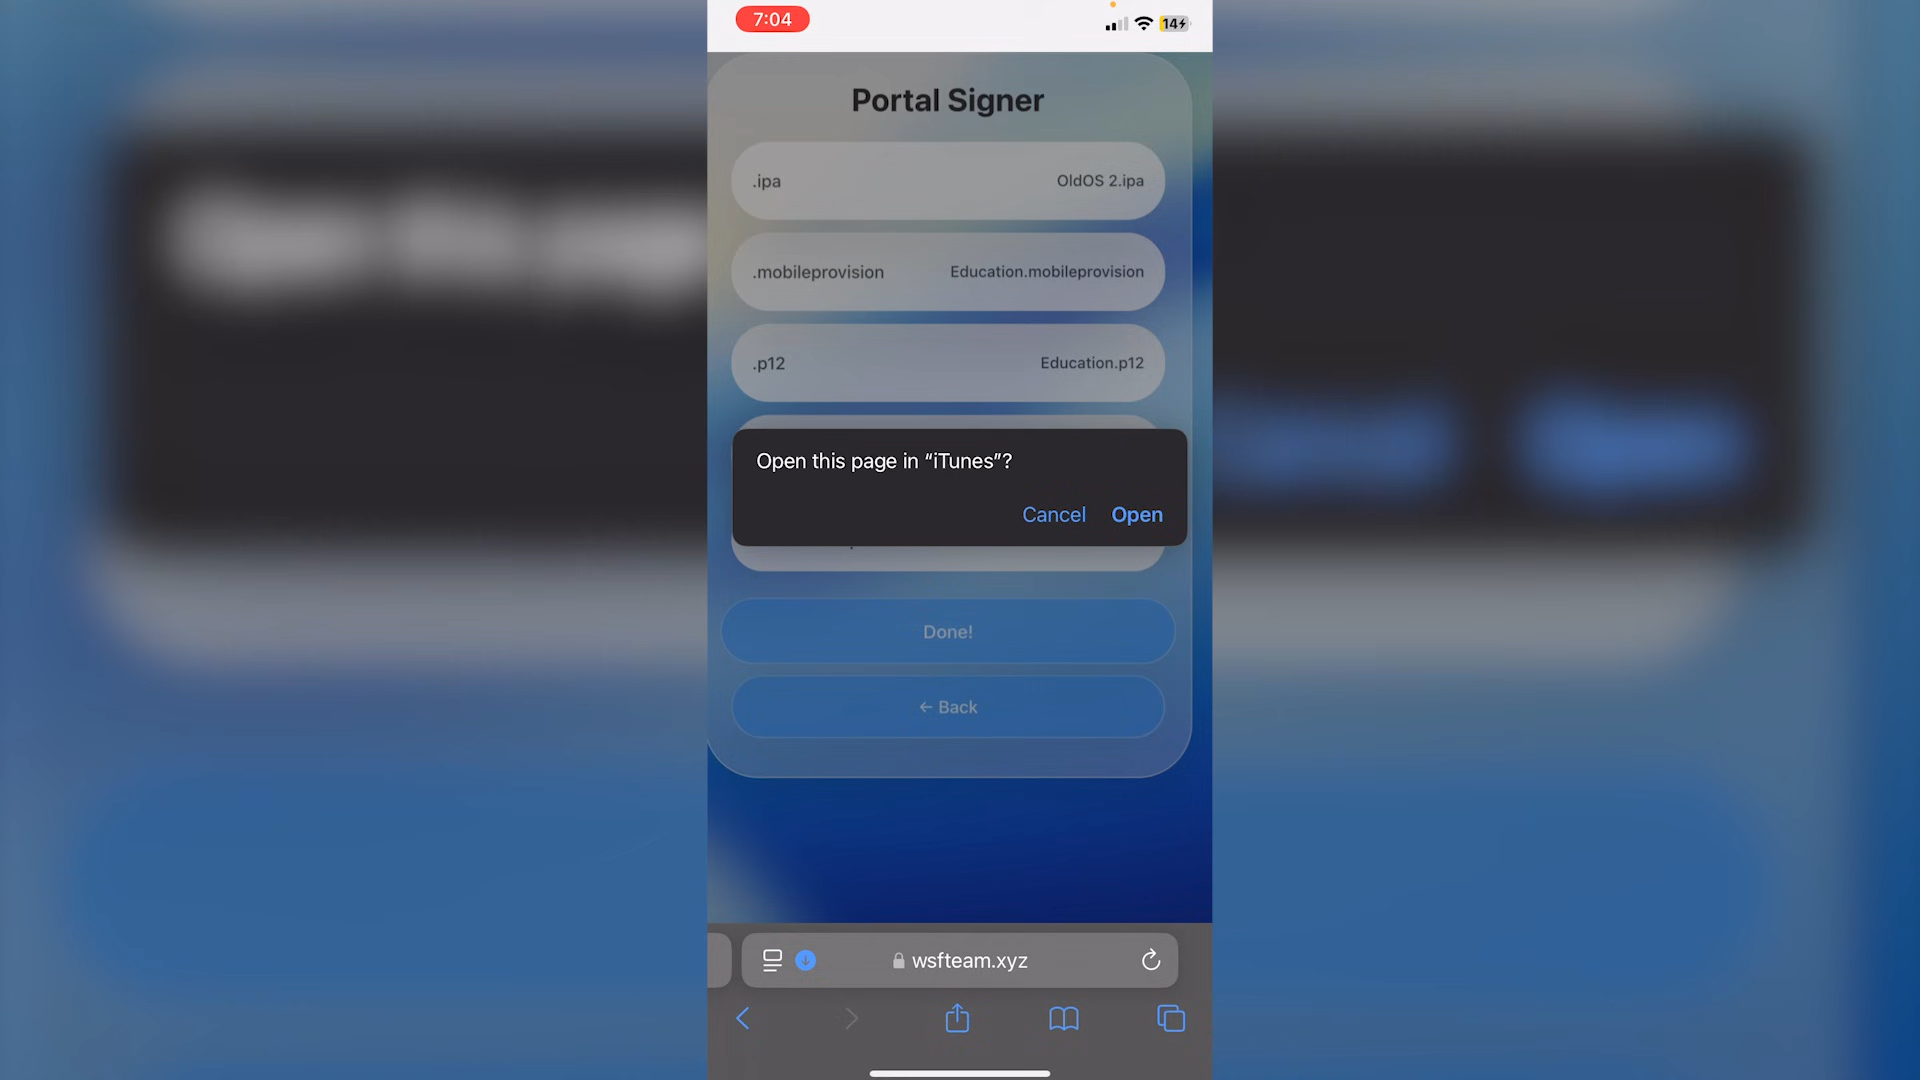 7:04
14
Portal Signer
.ipa OldOS 2.ipa
.mobileprovision Education.mobileprovision
.p12 Education.p12
Open this page in “iTunes”?
Cancel Open
Done!
← Back
wsfteam.xyz